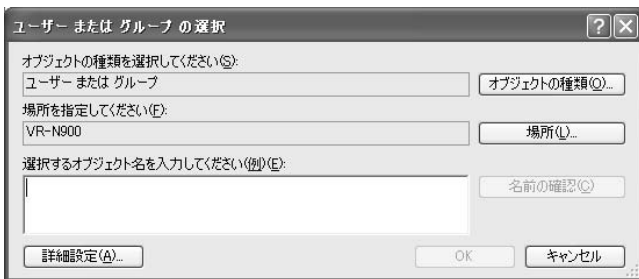 ユーザー または グループ の選択
オブジェクトの種類を選択してください(S):
ユーザー または グループ
オブジェクトの種類(O)...
場所を指定してください(F):
VR-N900
場所(L)...
選択するオブジェクト名を入力してください(例)(E):
名前の確認(C)
詳細設定(A)...
OK
キャンセル